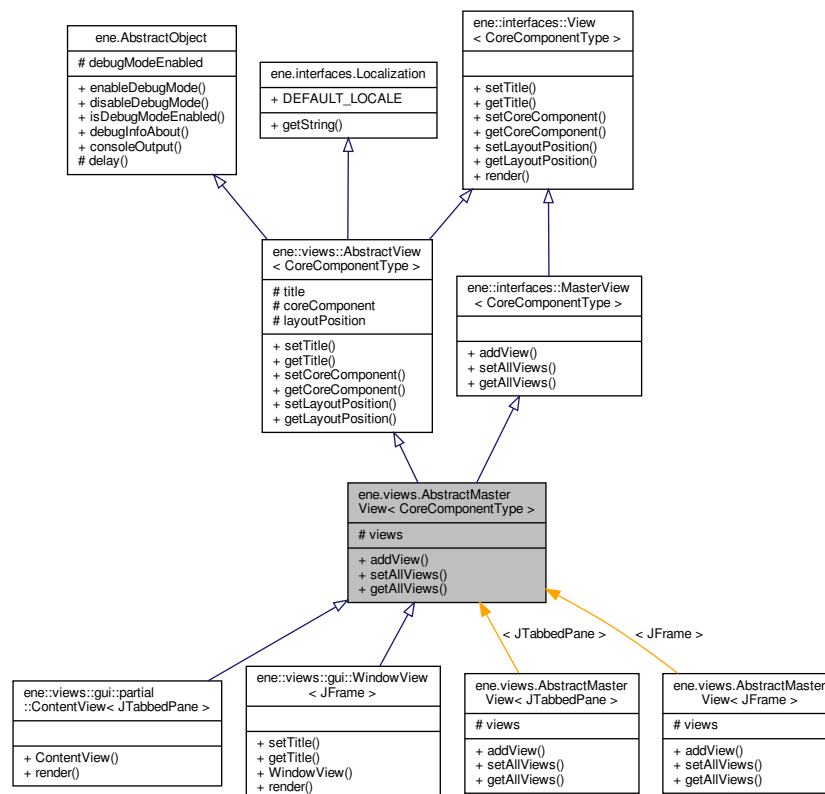 ene.AbstractObject
# debugModeEnabled
+ enableDebugMode()
+ disableDebugMode()
+ isDebugModeEnabled()
+ debugInfoAbout()
+ consoleOutput()
# delay()
ene.interfaces.Localization
+ DEFAULT_LOCALE
+ getString()
ene::interfaces::View
< CoreComponentType >
+ setTitle()
+ getTitle()
+ setCoreComponent()
+ getCoreComponent()
+ setLayoutPosition()
+ getLayoutPosition()
+ render()
ene::views::AbstractView
< CoreComponentType >
# title
# coreComponent
# layoutPosition
+ setTitle()
+ getTitle()
+ setCoreComponent()
+ getCoreComponent()
+ setLayoutPosition()
+ getLayoutPosition()
ene::interfaces::MasterView
< CoreComponentType >
+ addView()
+ setAllViews()
+ getAllViews()
ene.views.AbstractMaster
View< CoreComponentType >
# views
+ addView()
+ setAllViews()
+ getAllViews()
< JTabbedPane >
< JFrame >
ene::views::gui::partial
::ContentView< JTabbedPane >
+ ContentView()
+ render()
ene::views::gui::WindowView
< JFrame >
+ setTitle()
+ getTitle()
+ WindowView()
+ render()
ene.views.AbstractMaster
View< JTabbedPane >
# views
+ addView()
+ setAllViews()
+ getAllViews()
ene.views.AbstractMaster
View< JFrame >
# views
+ addView()
+ setAllViews()
+ getAllViews()